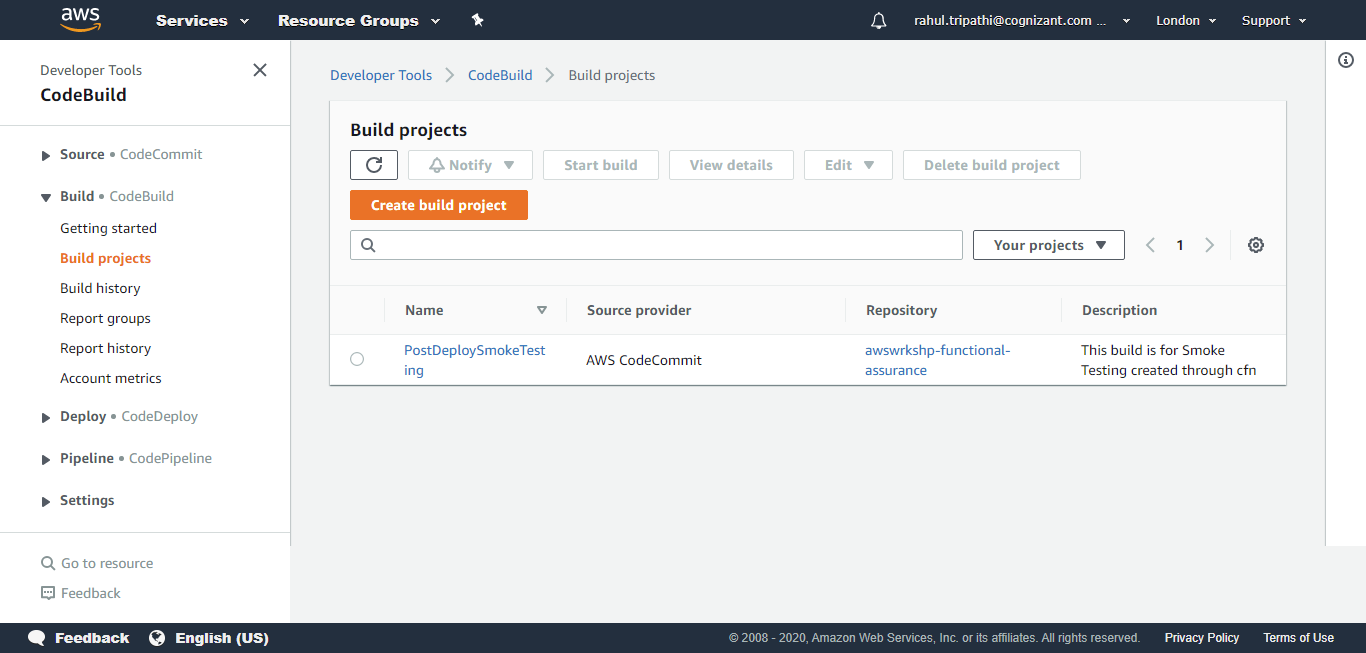 aws
Services
Resource Groups
rahul.tripathi@cognizant.com ...
London
Support
Developer Tools
CodeBuild
Source • CodeCommit
Build • CodeBuild
Getting started
Build projects
Build history
Report groups
Report history
Account metrics
Deploy • CodeDeploy
Pipeline • CodePipeline
Settings
Go to resource
Feedback
Developer Tools > CodeBuild > Build projects
Build projects
Notify
Start build
View details
Edit
Delete build project
Create build project
Your projects
1
Name
Source provider
Repository
Description
PostDeploySmokeTest
ing
AWS CodeCommit
awswrkshp-functional-
assurance
This build is for Smoke
Testing created through cfn
Feedback
English (US)
© 2008 - 2020, Amazon Web Services, Inc. or its affiliates. All rights reserved.
Privacy Policy
Terms of Use